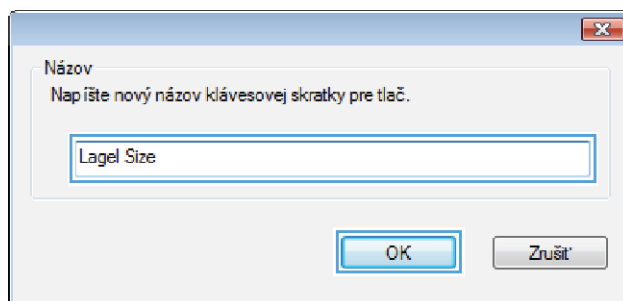 Názov
Napíšte nový názov klávesovej skratky pre tlač.
Lagel Size
OK
Zrušiť